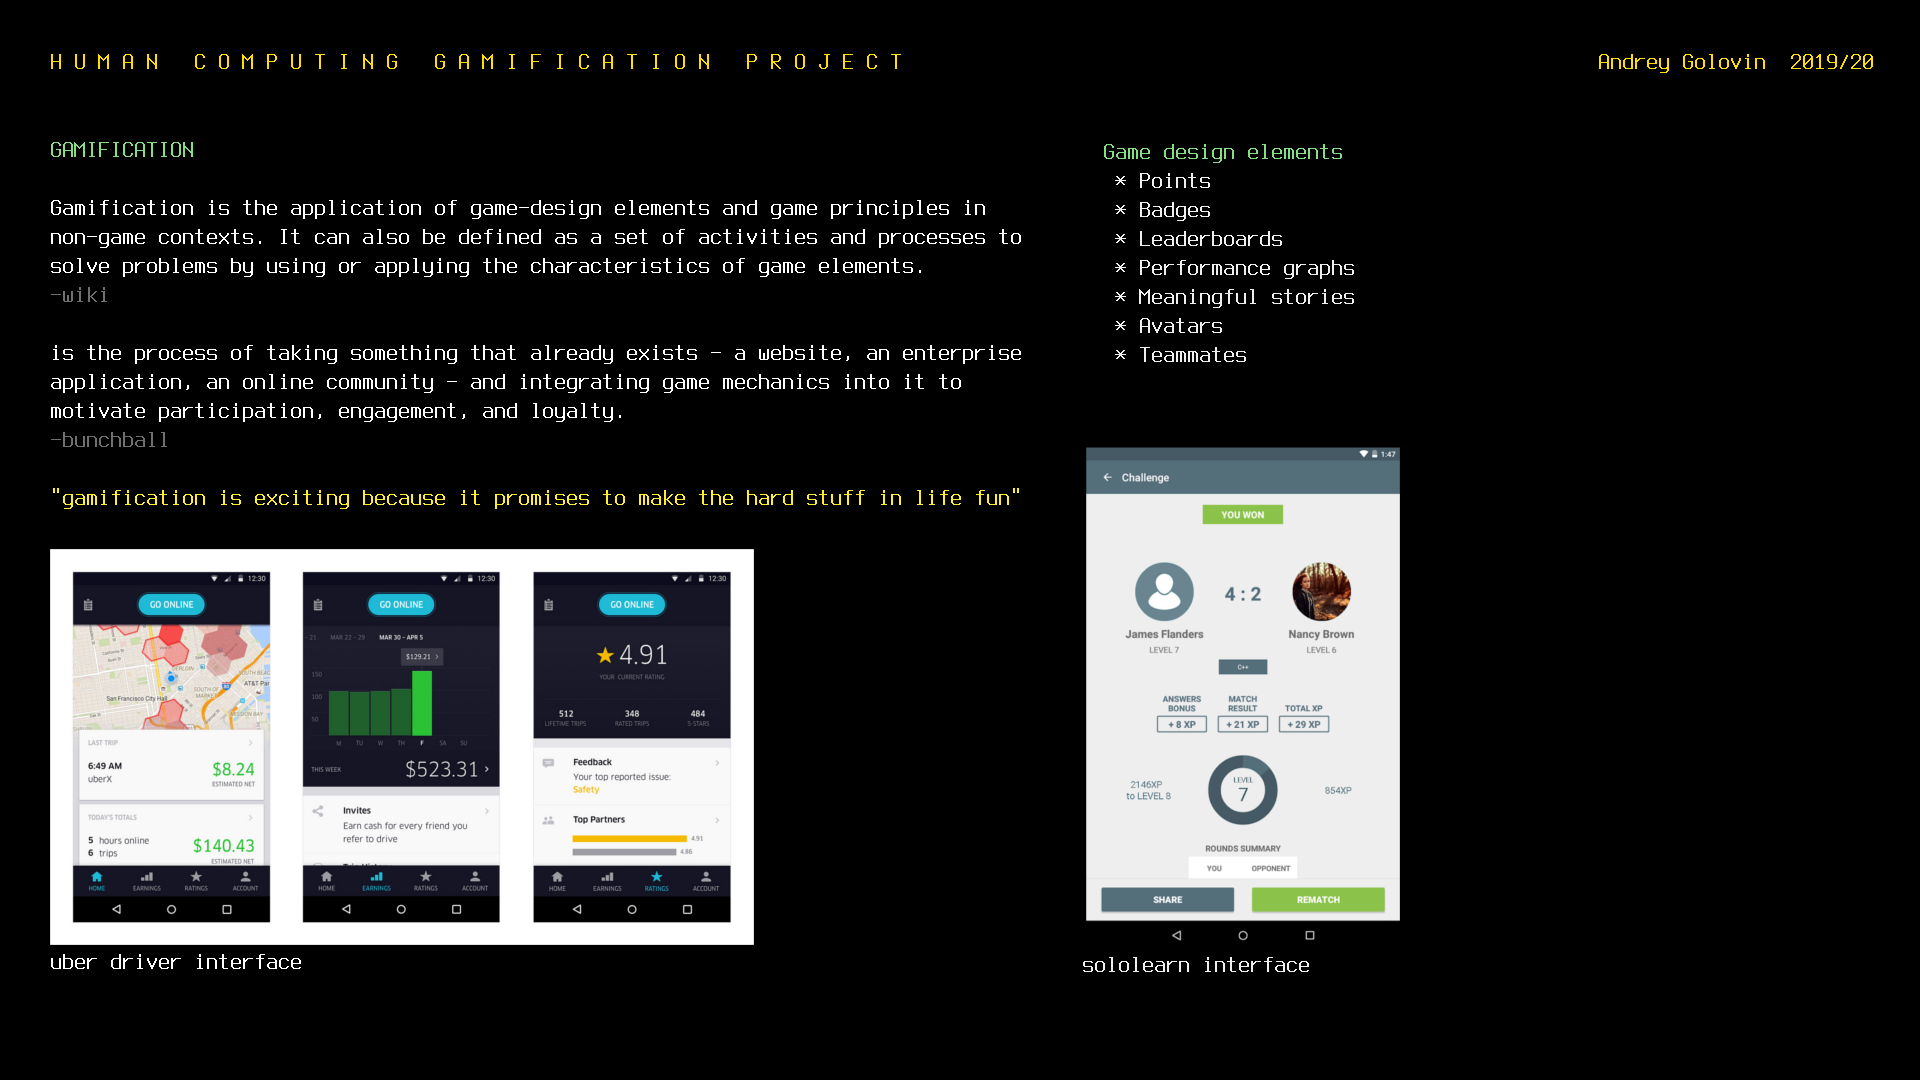 HUMAN COMPUTING GAMIFICATION PROJECT
Andrey Golovin 2019/20
GAMIFICATION
Gamification is the application of game-design elements and game principles in
non-game contexts. It can also be defined as a set of activities and processes to
solve problems by using or applying the characteristics of game elements.
-wiki
is the process of taking something that already exists - a website, an enterprise
application, an online community - and integrating game mechanics into it to
motivate participation, engagement, and loyalty.
-bunchball
"gamification is exciting because it promises to make the hard stuff in life fun"
Game design elements
* Points
* Badges
* Leaderboards
* Performance graphs
* Meaningful stories
* Avatars
* Teammates
12:30
GO ONLINE
San Francisco City Hall
SOUTH OF
MARKET
AT&T Par
LAST TRIP
6:49 AM
uberX
$8.24
ESTIMATED NET
TODAY'S TOTALS
5 hours online
6 trips
$140.43
ESTIMATED NET
HOME EARNINGS RATINGS ACCOUNT
12:30
GO ONLINE
21 MAR 22 - 29 MAR 30 - APR 5
$129.21 >
150
100
50
M TU W TH F SA SU
THIS WEEK $523.31 >
Invites
Earn cash for every friend you
refer to drive
HOME EARNINGS RATINGS ACCOUNT
12:30
GO ONLINE
4.91
YOUR CURRENT RATING
512 348 484
LIFETIME TRIPS RATED TRIPS 5-STARS
Feedback
Your top reported issue:
Safety
Top Partners
4.91
4.86
HOME EARNINGS RATINGS ACCOUNT
uber driver interface
1:47
Challenge
YOU WON
4 : 2
James Flanders Nancy Brown
LEVEL 7 LEVEL 6
C++
ANSWERS BONUS
MATCH RESULT
TOTAL XP
+ 8 XP + 21 XP + 29 XP
2146XP
to LEVEL 8
LEVEL
7
854XP
ROUNDS SUMMARY
YOU OPPONENT
SHARE REMATCH
sololearn interface